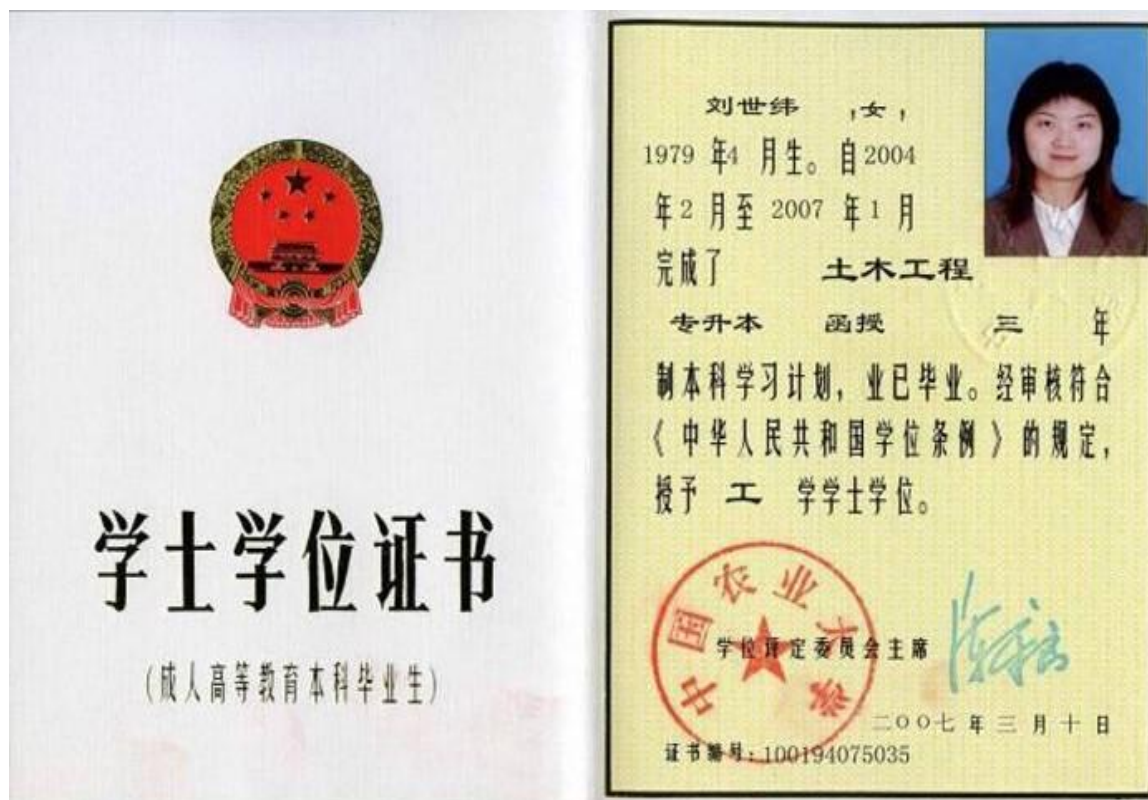 学士学位证书
(成人高等教育本科毕业生)
刘世纬 ,女,
1979 年4 月生。自2004
年2 月至 2007 年1 月
完成了 土木工程
专升本 函授 三 年
制本科学习计划,业已毕业。经审核符合
《中华人民共和国学位条例》的规定,
授予 工 学学士学位。
中国农业大学
学位评定委员会主席
二〇〇七年三月十日
证书编号:100194075035